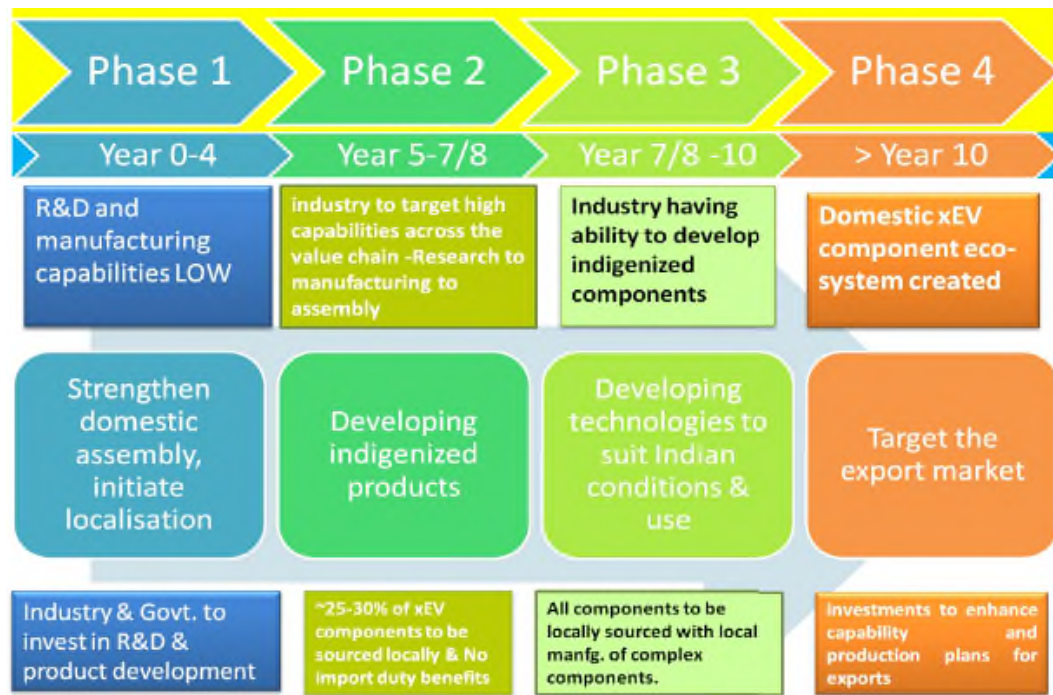 Phase 1
Phase 2
Phase 3
Phase 4
Year 0-4
Year 5-7/8
Year 7/8 -10
> Year 10
R&D and
manufacturing
capabilities LOW
industry to target high
capabilities across the
value chain -Research to
manufacturing to
assembly
Industry having
ability to develop
indigenized
components
Domestic xEV
component eco-
system created
Strengthen
domestic
assembly,
initiate
localisation
Developing
indigenized
products
Developing
technologies to
suit Indian
conditions &
use
Target the
export market
Industry & Govt. to
invest in R&D &
product development
~25-30% of xEV
components to be
sourced locally & No
import duty benefits
All components to be
locally sourced with local
manfg. of complex
components.
Investments to enhance
capability and
production plans for
exports